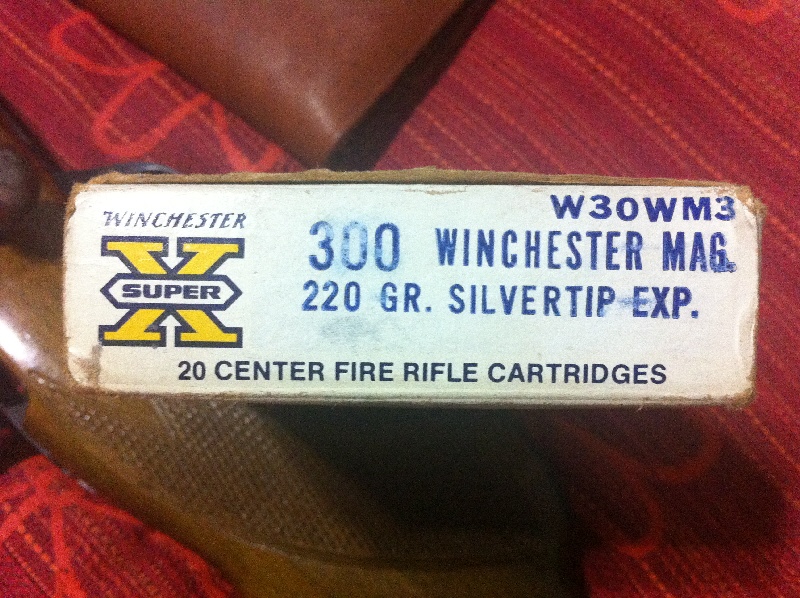 W30WM3
WINCHESTER
SUPER X
300 WINCHESTER MAG.
220 GR. SILVERTIP EXP.
20 CENTER FIRE RIFLE CARTRIDGES